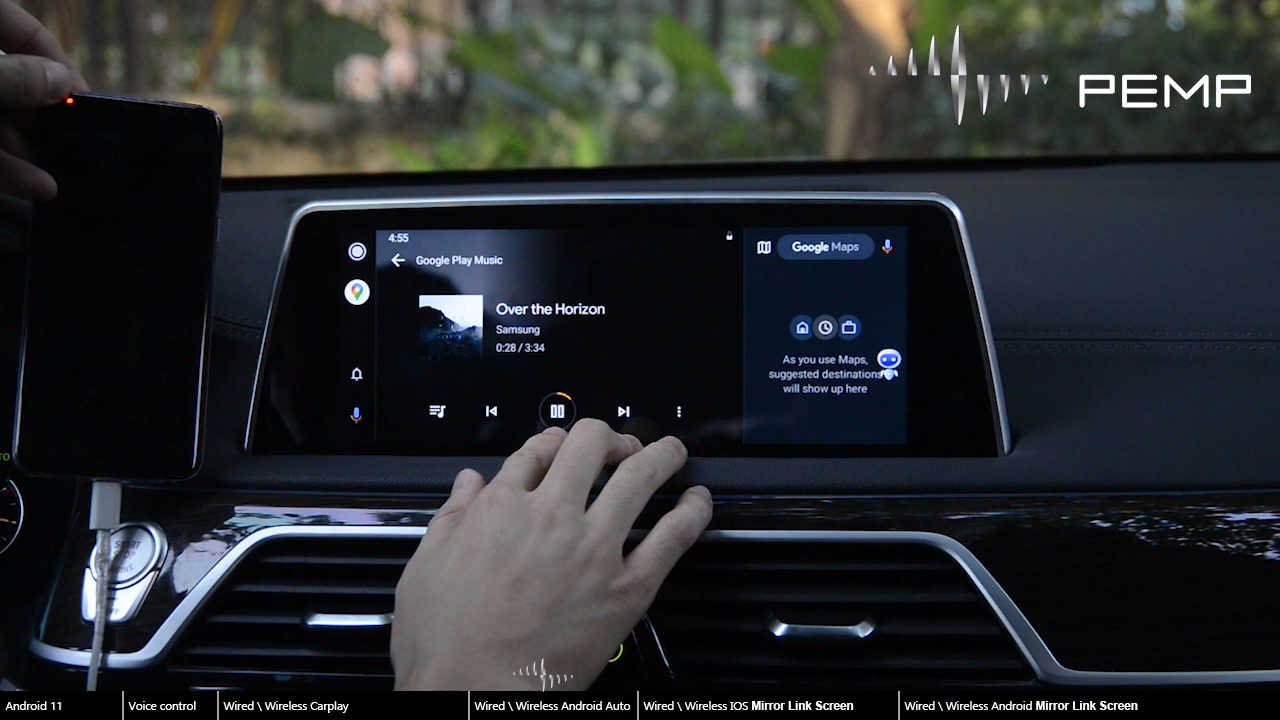 PEMP
4:55
Google Play Music
Over the Horizon
Samsung
0:28 / 3:34
Google Maps
As you use Maps,
suggested destinations
will show up here
START
STOP
Android 11
Voice control
Wired \ Wireless Carplay
Wired \ Wireless Android Auto
Wired \ Wireless IOS Mirror Link Screen
Wired \ Wireless Android Mirror Link Screen